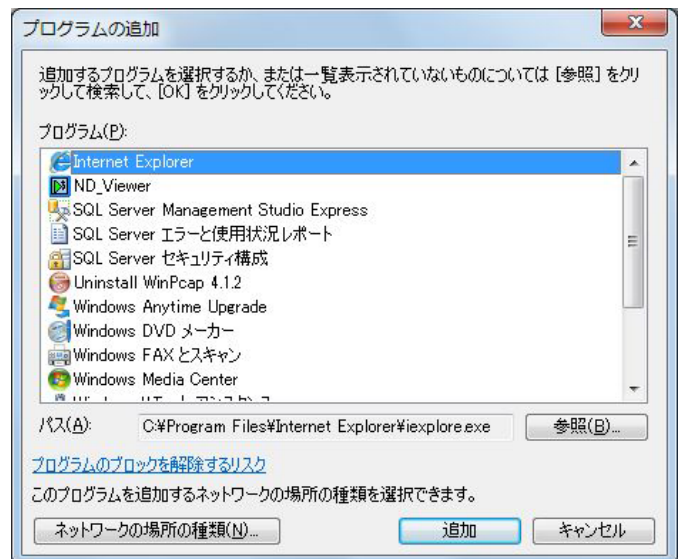 プログラムの追加
追加するプログラムを選択するか、または一覧表示されていないものについては [参照] をクリ
ックして検索して、[OK] をクリックしてください。
プログラム(P):
Internet Explorer
ND_Viewer
SQL Server Management Studio Express
SQL Server エラーと使用状況レポート
SQL Server セキュリティ構成
Uninstall WinPcap 4.1.2
Windows Anytime Upgrade
Windows DVD メーカー
Windows FAX とスキャン
Windows Media Center
パス(A): C:¥Program Files¥Internet Explorer¥iexplore.exe 参照(B)...
プログラムのブロックを解除するリスク
このプログラムを追加するネットワークの場所の種類を選択できます。
ネットワークの場所の種類(N)... 追加 キャンセル